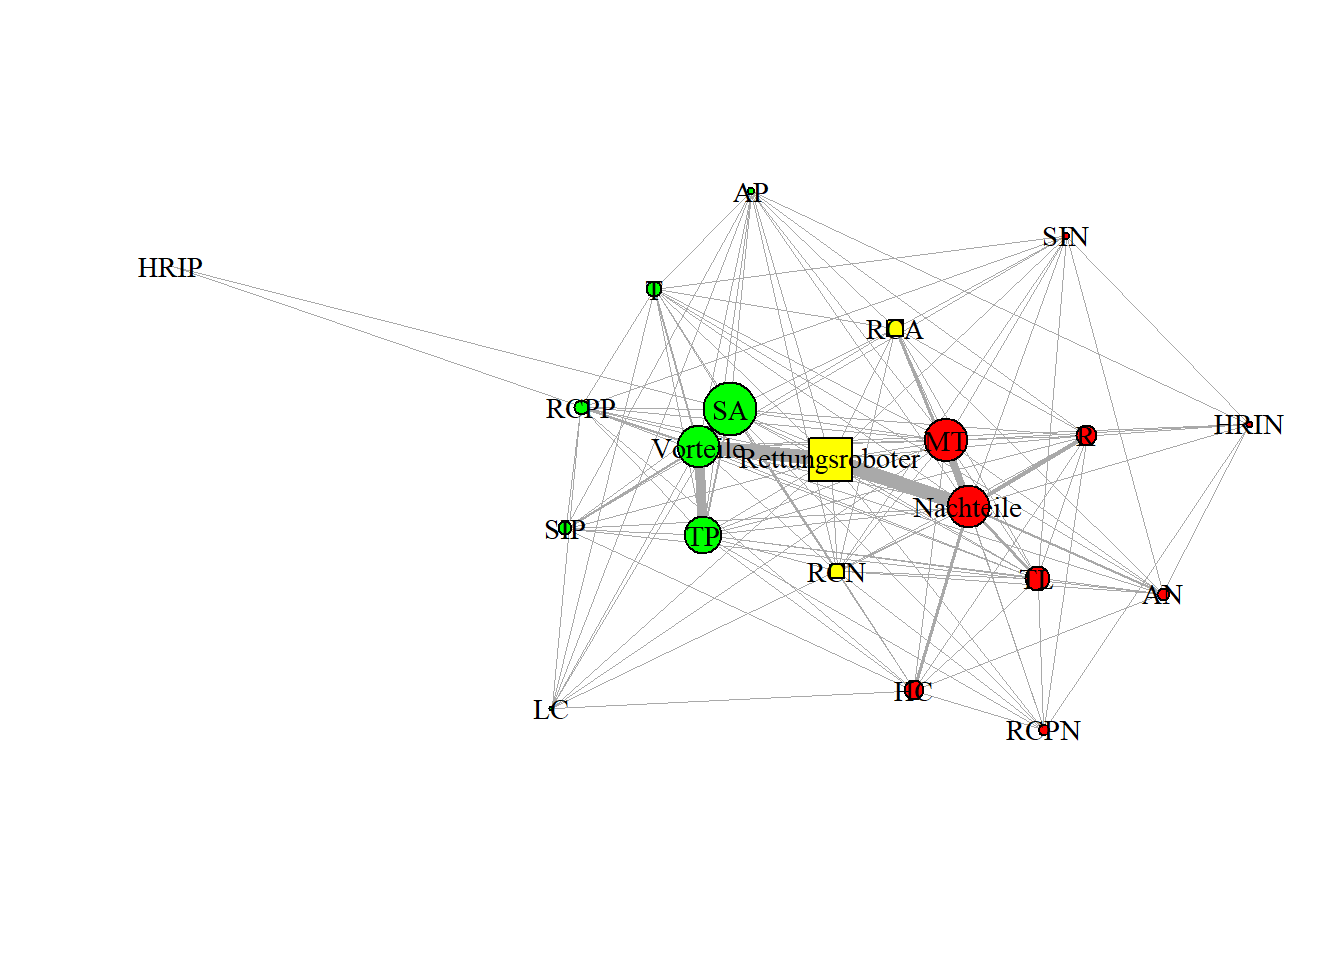 AP
SIN
HRIP
T
RCA
RCPP
SA
HRIN
MT
R
Vorteile
Rettungsroboter
Nachteile
SIP
TP
RCN
TL
AN
HC
LC
RCPN